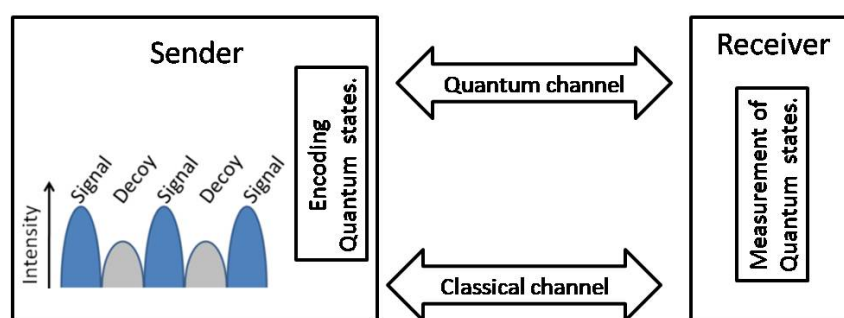 Sender
Receiver
Quantum channel
Encoding
Quantum states.
Measurement of
Quantum states.
Signal
Decoy
Signal
Decoy
Signal
Intensity
Classical channel